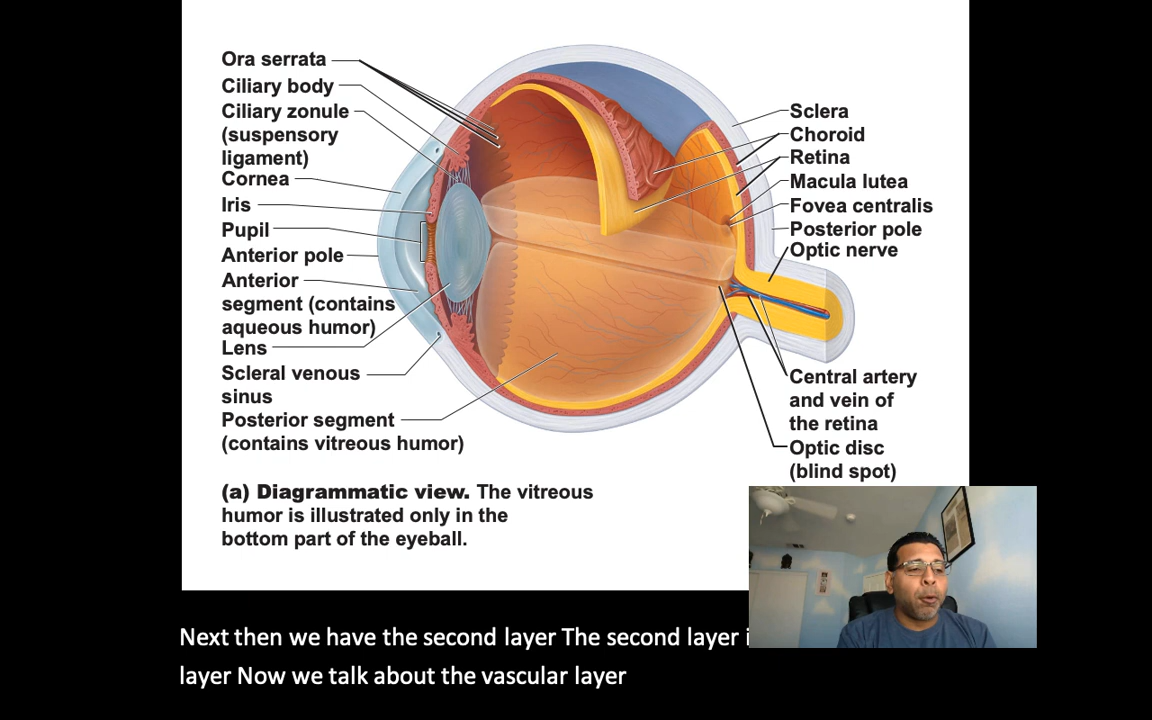 Ora serrata
Ciliary body
Ciliary zonule
(suspensory
ligament)
Cornea
Iris
Pupil
Anterior pole
Anterior
segment (contains
aqueous humor)
Lens
Scleral venous
sinus
Posterior segment
(contains vitreous humor)
Sclera
Choroid
Retina
Macula lutea
Fovea centralis
Posterior pole
Optic nerve
Central artery
and vein of
the retina
Optic disc
(blind spot)
(a) Diagrammatic view. The vitreous
humor is illustrated only in the
bottom part of the eyeball.
Next then we have the second layer The second layer
layer Now we talk about the vascular layer